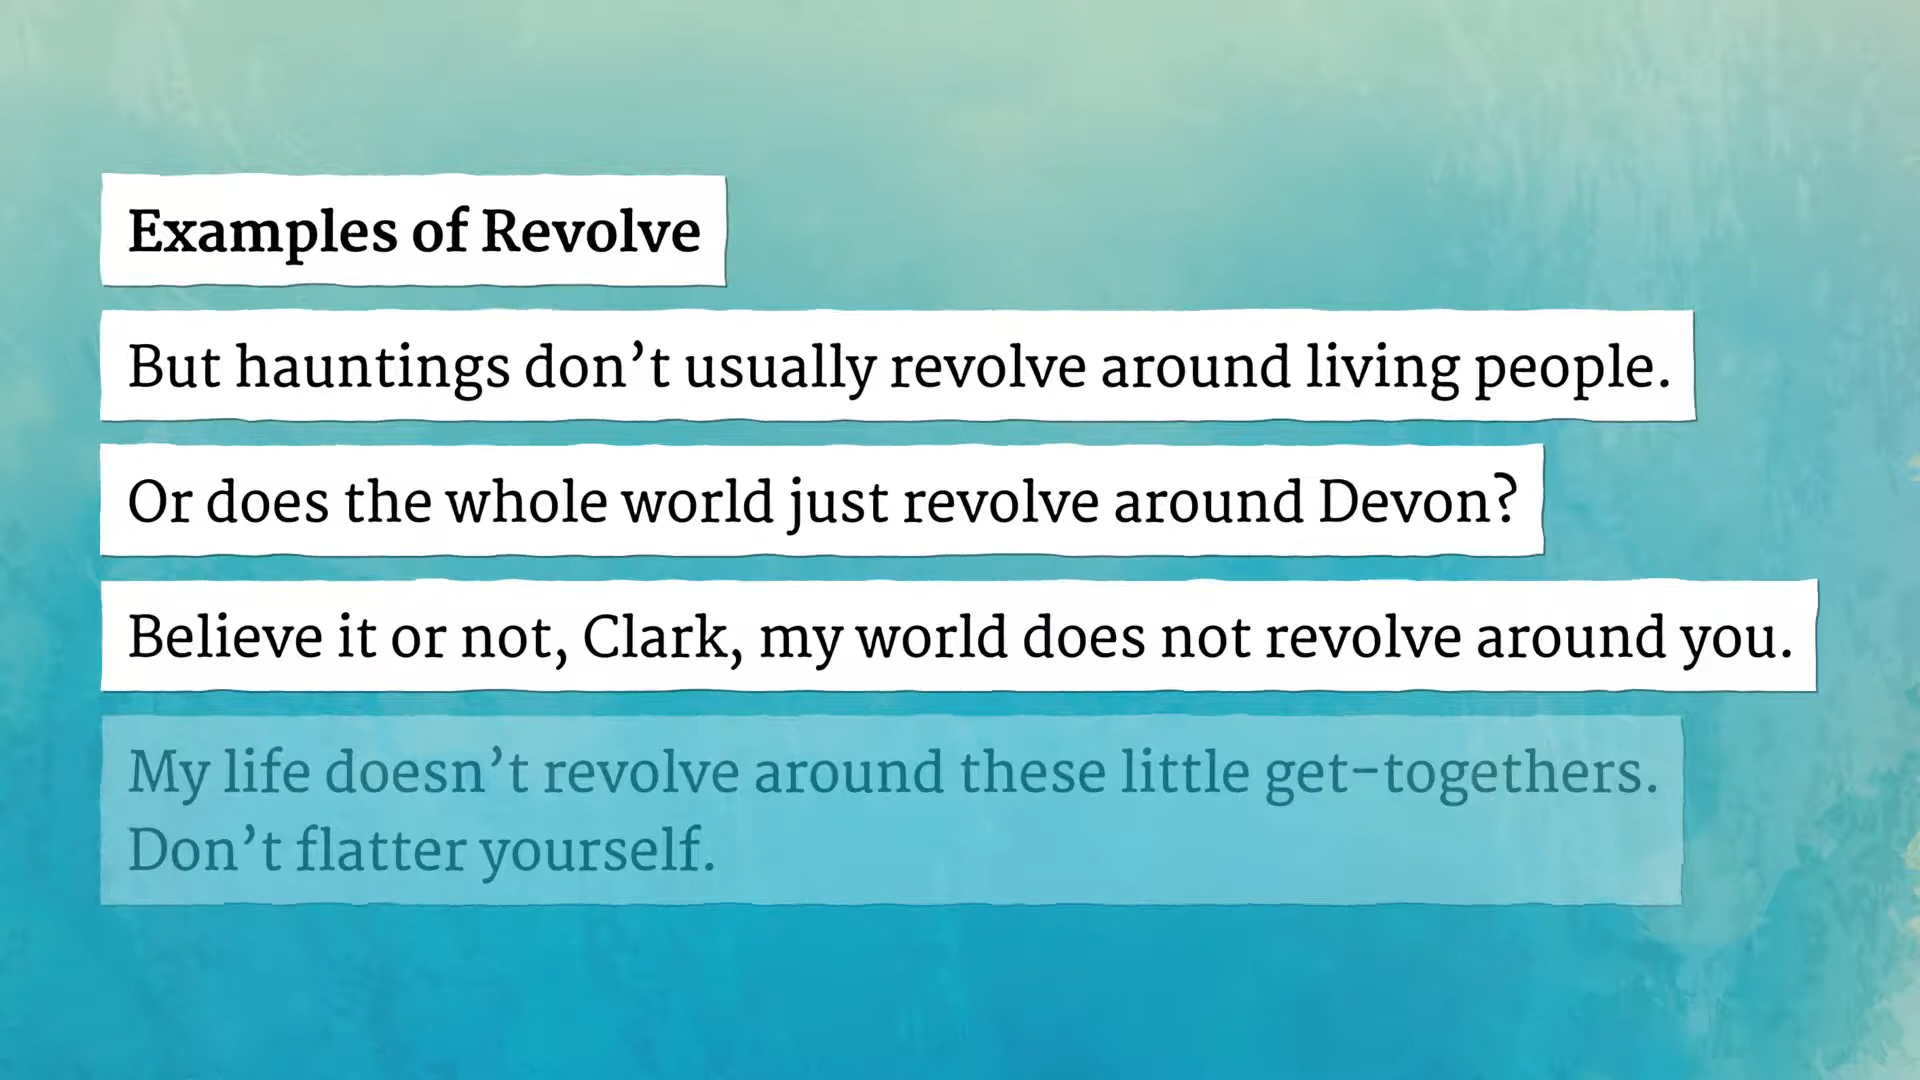 Examples of Revolve
But hauntings don’t usually revolve around living people.
Or does the whole world just revolve around Devon?
Believe it or not, Clark, my world does not revolve around you.
My life doesn’t revolve around these little get-togethers.
Don’t flatter yourself.